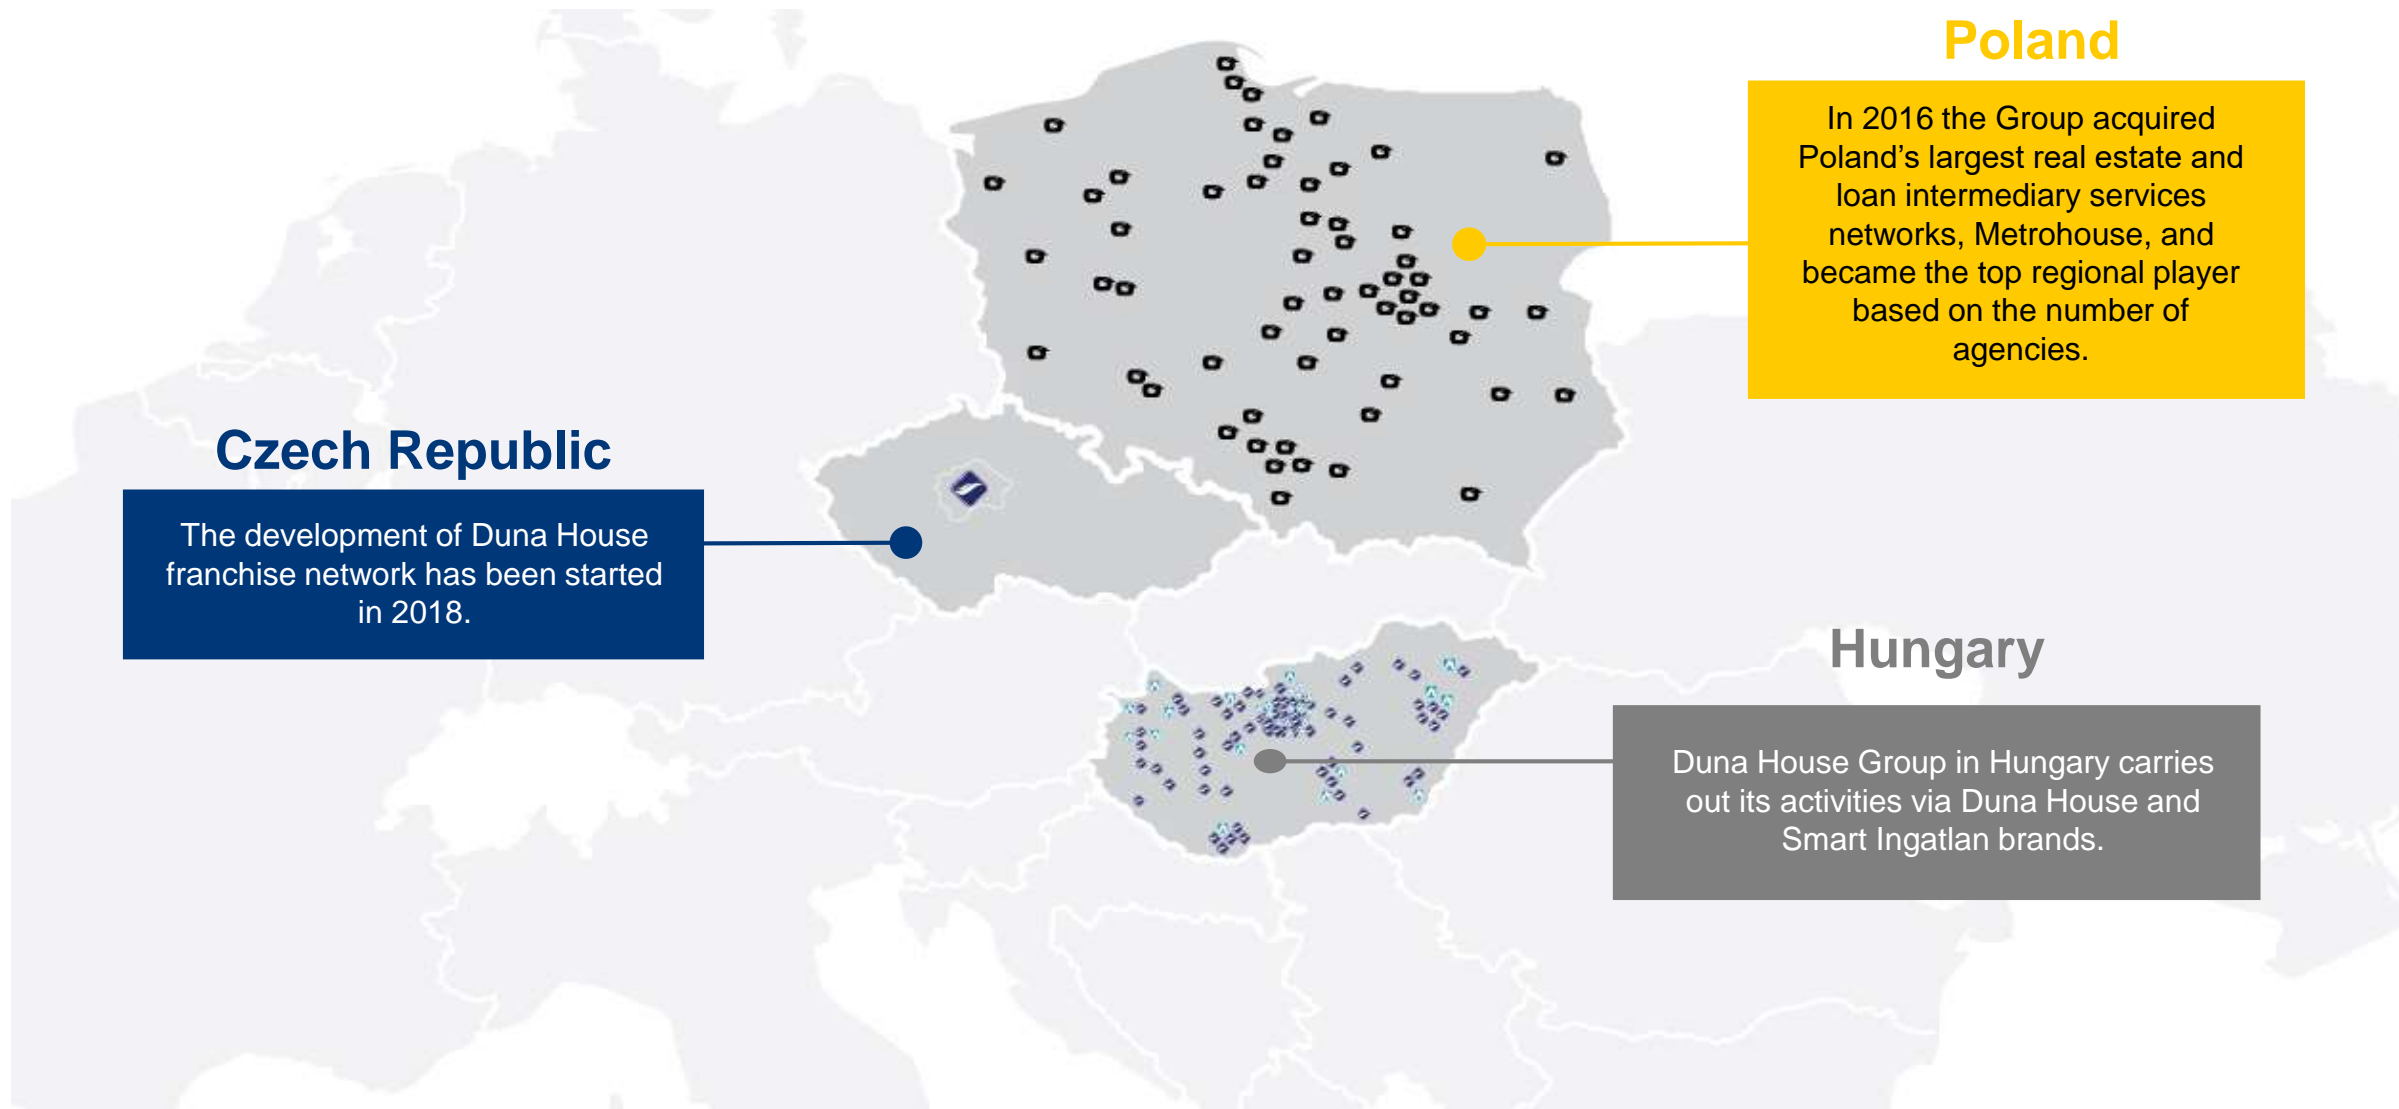 Poland
In 2016 the Group acquired
Poland’s largest real estate and
loan intermediary services
networks, Metrohouse, and
became the top regional player
based on the number of
agencies.
Czech Republic
The development of Duna House
franchise network has been started
in 2018.
Hungary
Duna House Group in Hungary carries
out its activities via Duna House and
Smart Ingatlan brands.